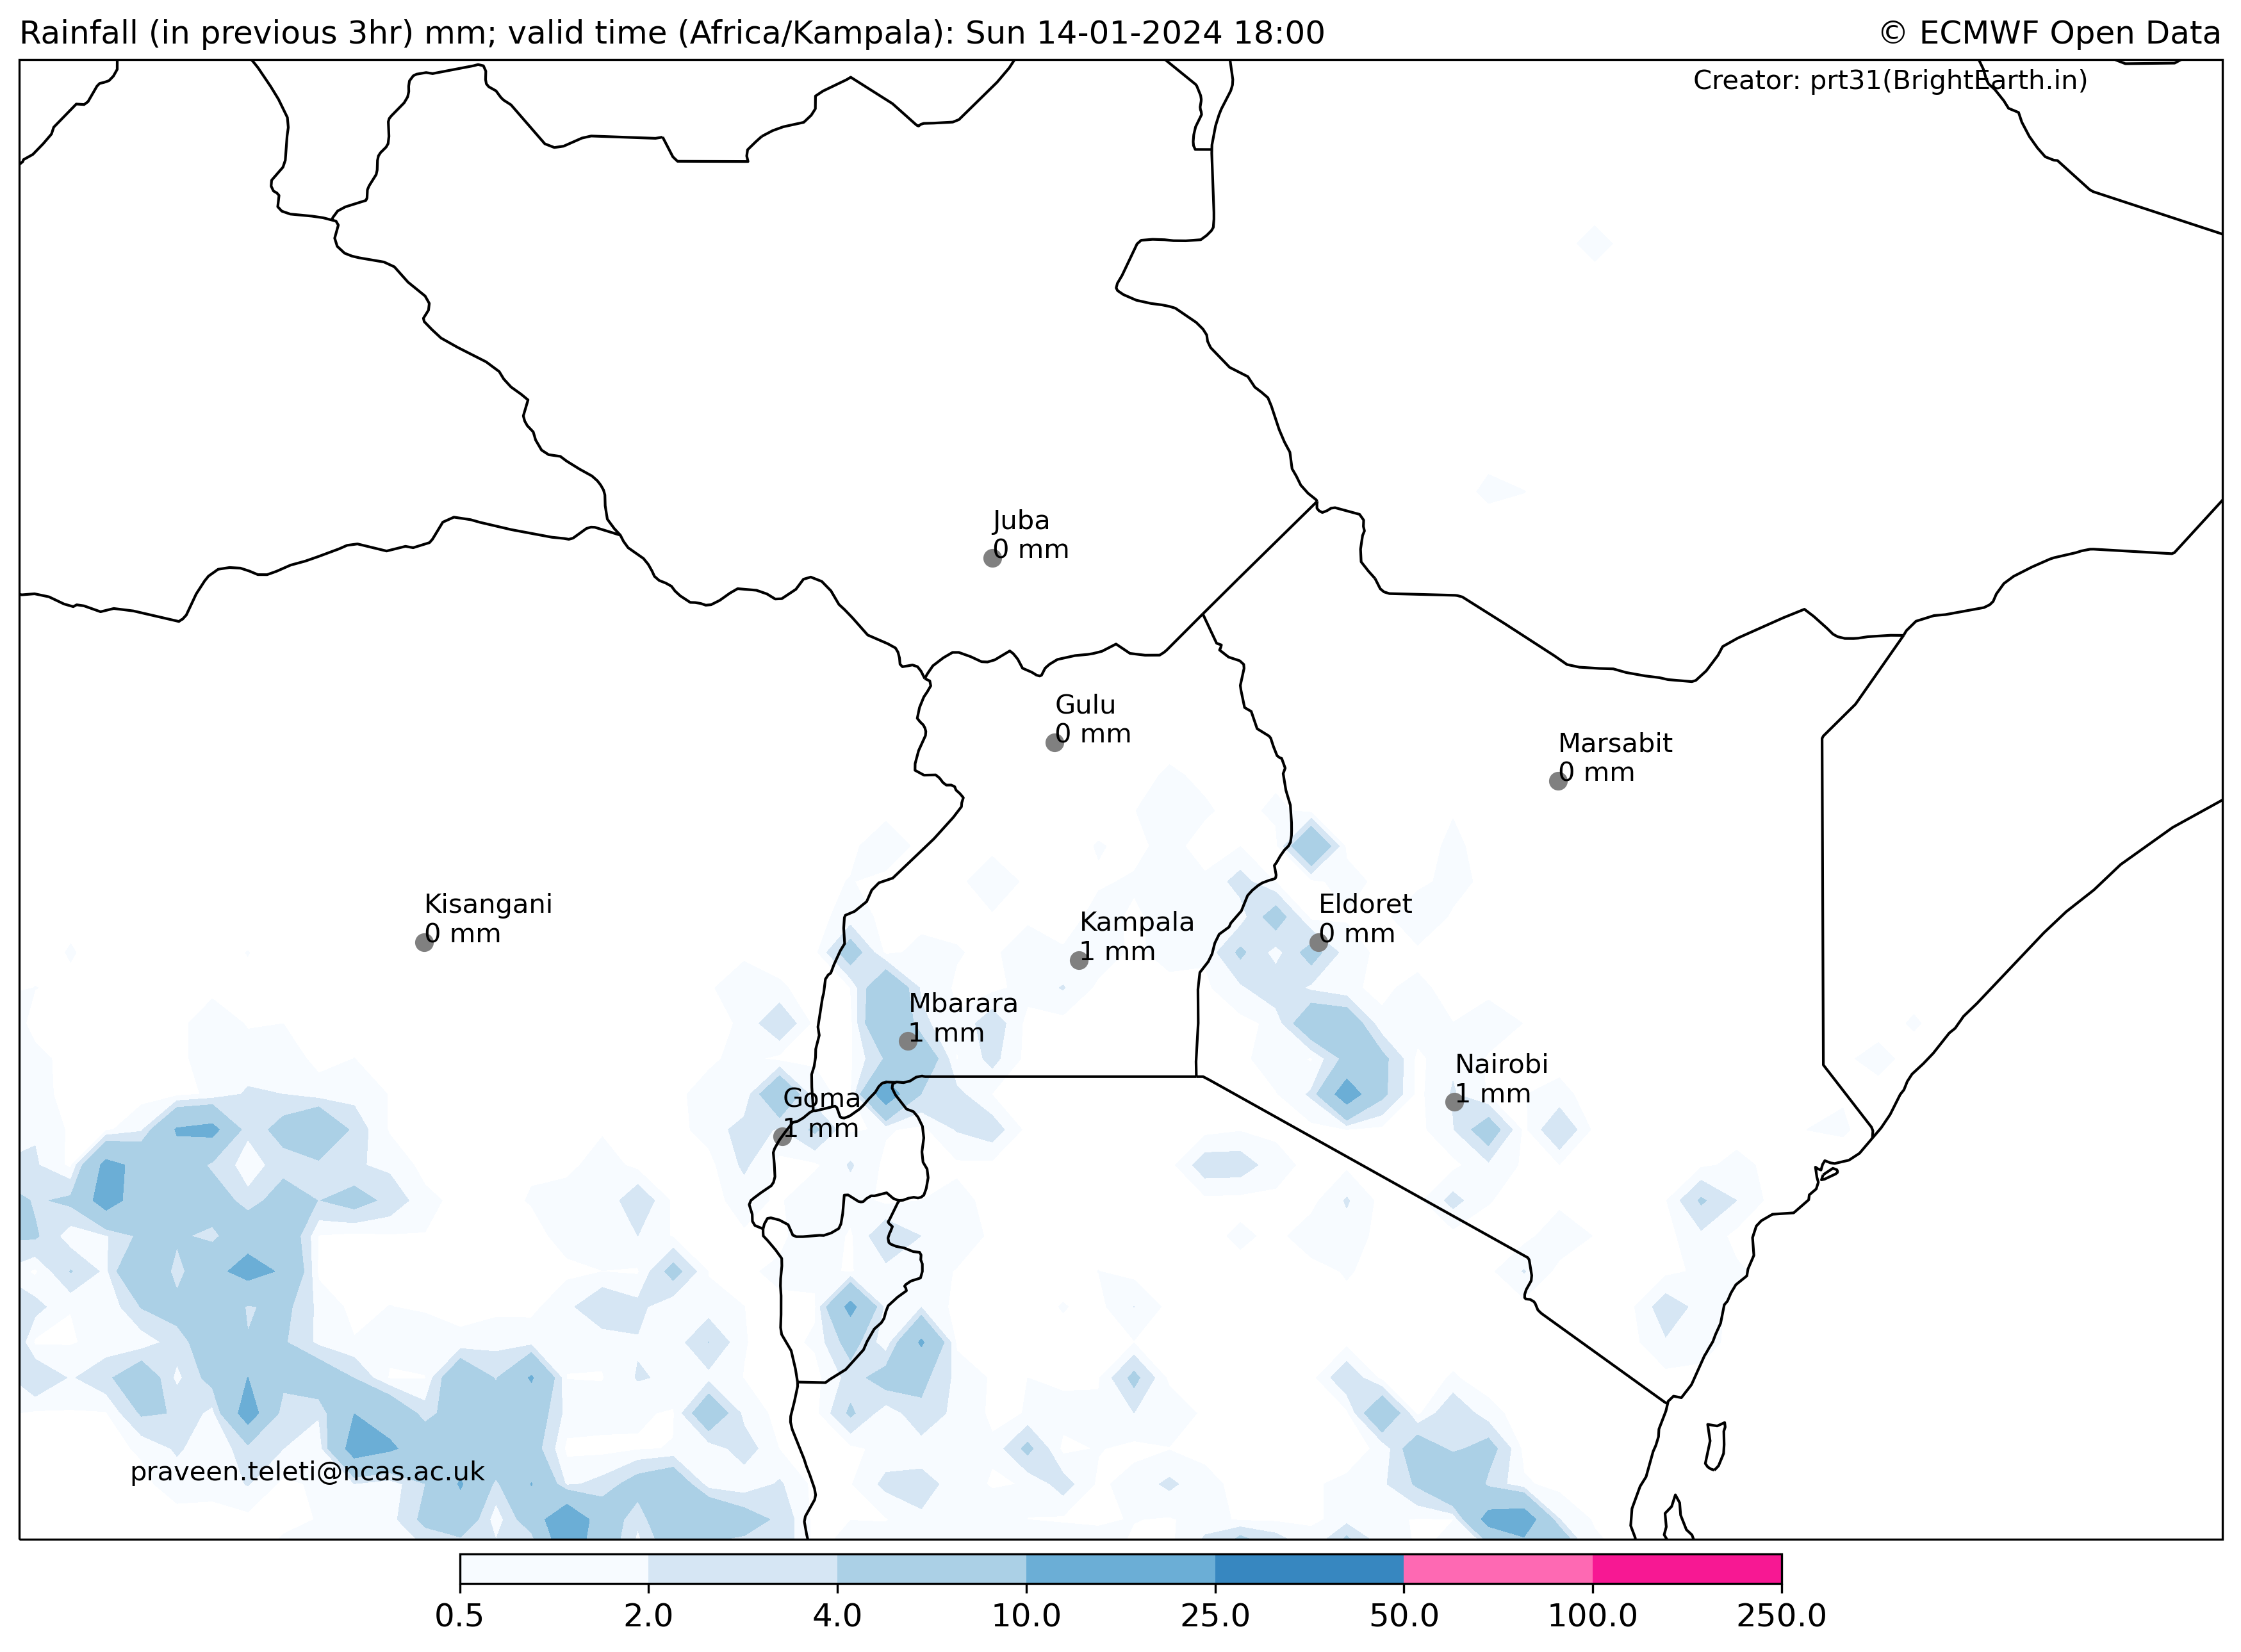 Rainfall (in previous 3hr) mm; valid time (Africa/Kampala): Sun 14-01-2024 18:00
© ECMWF Open Data
Creator: prt31(BrightEarth.in)
Juba
0 mm
Gulu
0 mm
Marsabit
0 mm
Kisangani
0 mm
Kampala
1 mm
Eldoret
0 mm
Mbarara
1 mm
Nairobi
1 mm
Goma
1 mm
praveen.teleti@ncas.ac.uk
0.5 2.0 4.0 10.0 25.0 50.0 100.0 250.0